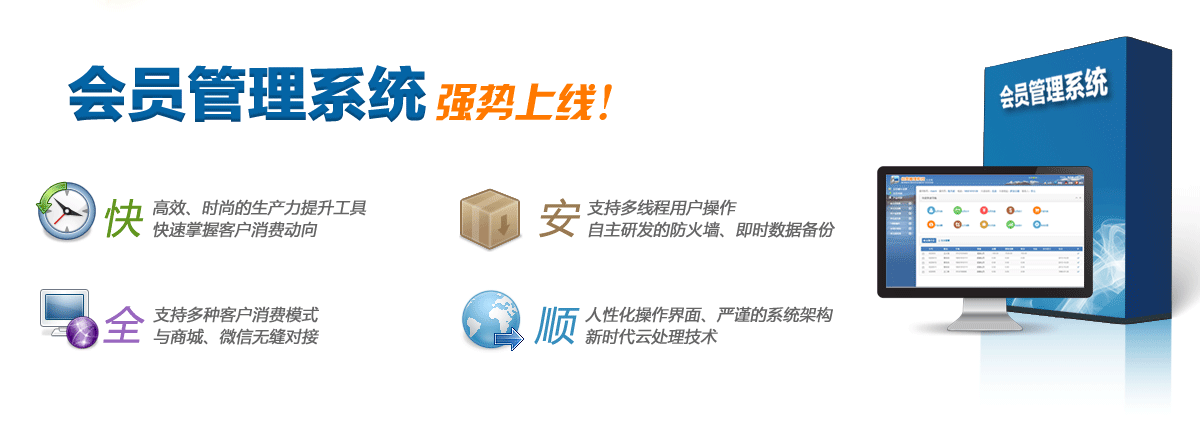 会员管理系统 强势上线!
快 高效、时尚的生产力提升工具
快速掌握客户消费动向
安 支持多线程用户操作
自主研发的防火墙、即时数据备份
全 支持多种客户消费模式
与商城、微信无缝对接
顺 人性化操作界面、严谨的系统架构
新时代云处理技术
会员管理系统